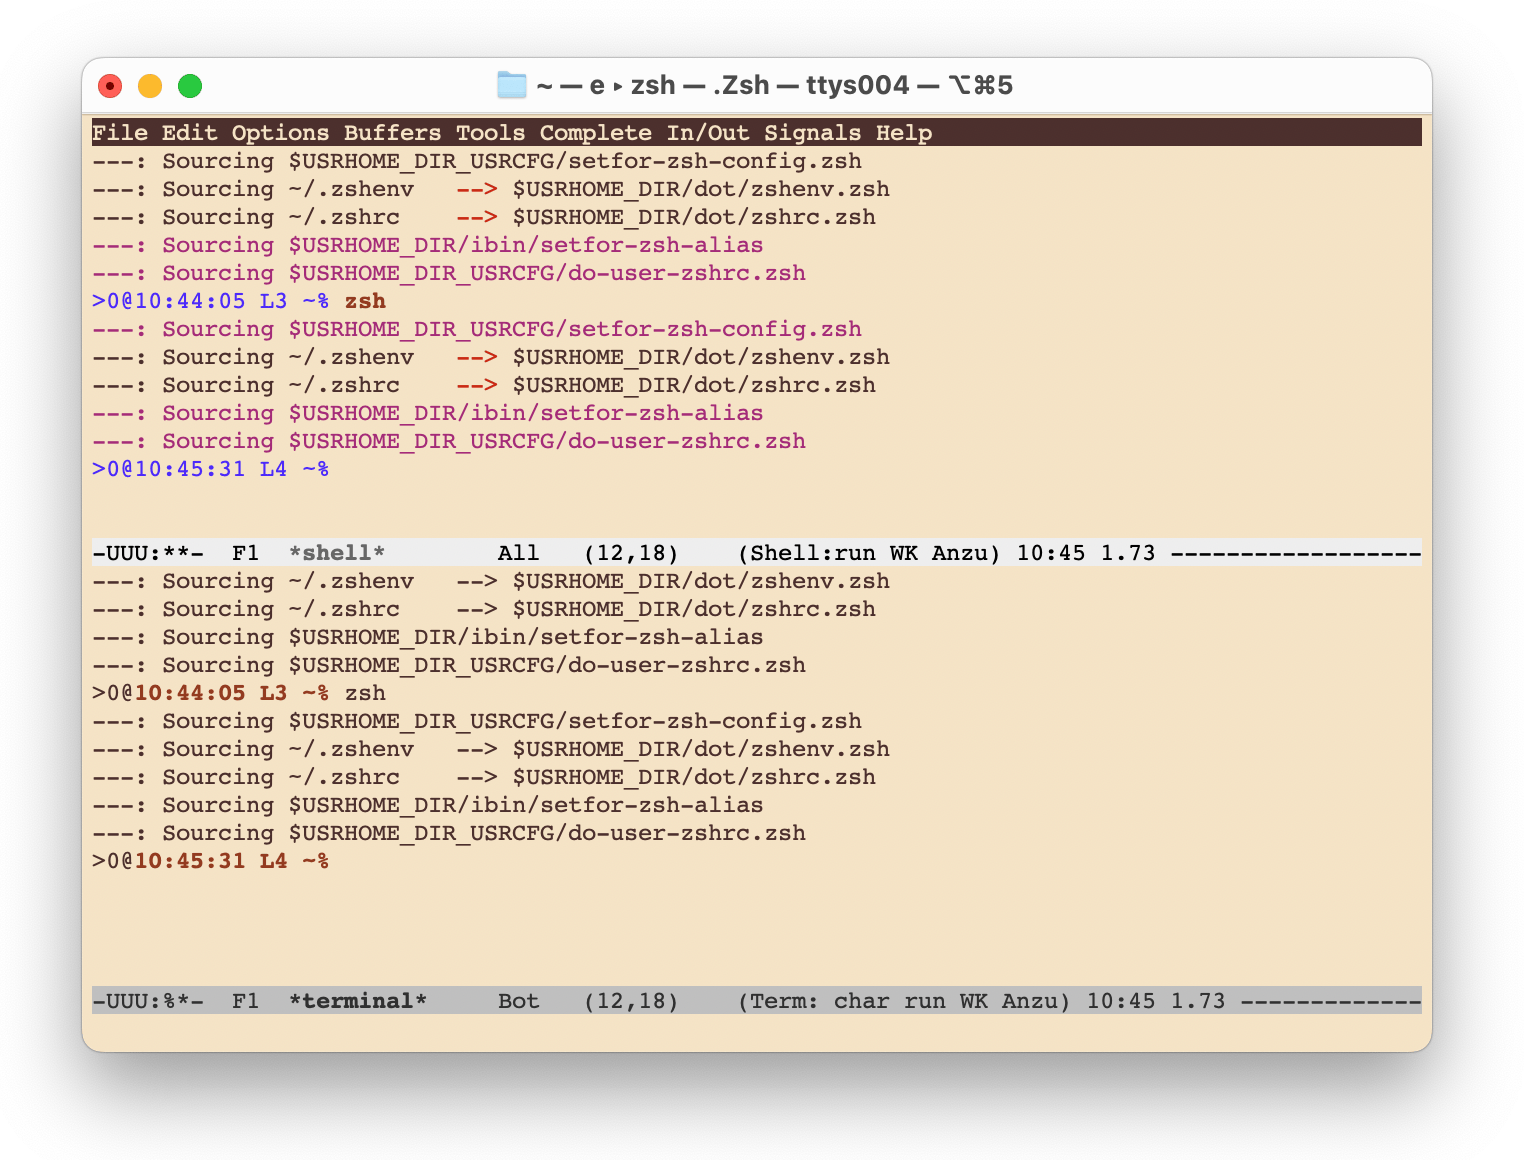 ~ — e ▸ zsh — .Zsh — ttys004 — ⌥⌘5
File Edit Options Buffers Tools Complete In/Out Signals Help
---: Sourcing $USRHOME_DIR_USRCFG/setfor-zsh-config.zsh
---: Sourcing ~/.zshenv   --> $USRHOME_DIR/dot/zshenv.zsh
---: Sourcing ~/.zshrc    --> $USRHOME_DIR/dot/zshrc.zsh
---: Sourcing $USRHOME_DIR/ibin/setfor-zsh-alias
---: Sourcing $USRHOME_DIR_USRCFG/do-user-zshrc.zsh
>0@10:44:05 L3 ~% zsh
---: Sourcing $USRHOME_DIR_USRCFG/setfor-zsh-config.zsh
---: Sourcing ~/.zshenv   --> $USRHOME_DIR/dot/zshenv.zsh
---: Sourcing ~/.zshrc    --> $USRHOME_DIR/dot/zshrc.zsh
---: Sourcing $USRHOME_DIR/ibin/setfor-zsh-alias
---: Sourcing $USRHOME_DIR_USRCFG/do-user-zshrc.zsh
>0@10:45:31 L4 ~%
-UUU:**-  F1  *shell*        All   (12,18)    (Shell:run WK Anzu) 10:45 1.73 ------------------
---: Sourcing ~/.zshenv   --> $USRHOME_DIR/dot/zshenv.zsh
---: Sourcing ~/.zshrc    --> $USRHOME_DIR/dot/zshrc.zsh
---: Sourcing $USRHOME_DIR/ibin/setfor-zsh-alias
---: Sourcing $USRHOME_DIR_USRCFG/do-user-zshrc.zsh
>0@10:44:05 L3 ~% zsh
---: Sourcing $USRHOME_DIR_USRCFG/setfor-zsh-config.zsh
---: Sourcing ~/.zshenv   --> $USRHOME_DIR/dot/zshenv.zsh
---: Sourcing ~/.zshrc    --> $USRHOME_DIR/dot/zshrc.zsh
---: Sourcing $USRHOME_DIR/ibin/setfor-zsh-alias
---: Sourcing $USRHOME_DIR_USRCFG/do-user-zshrc.zsh
>0@10:45:31 L4 ~%
-UUU:%*-  F1  *terminal*     Bot   (12,18)    (Term: char run WK Anzu) 10:45 1.73 -------------